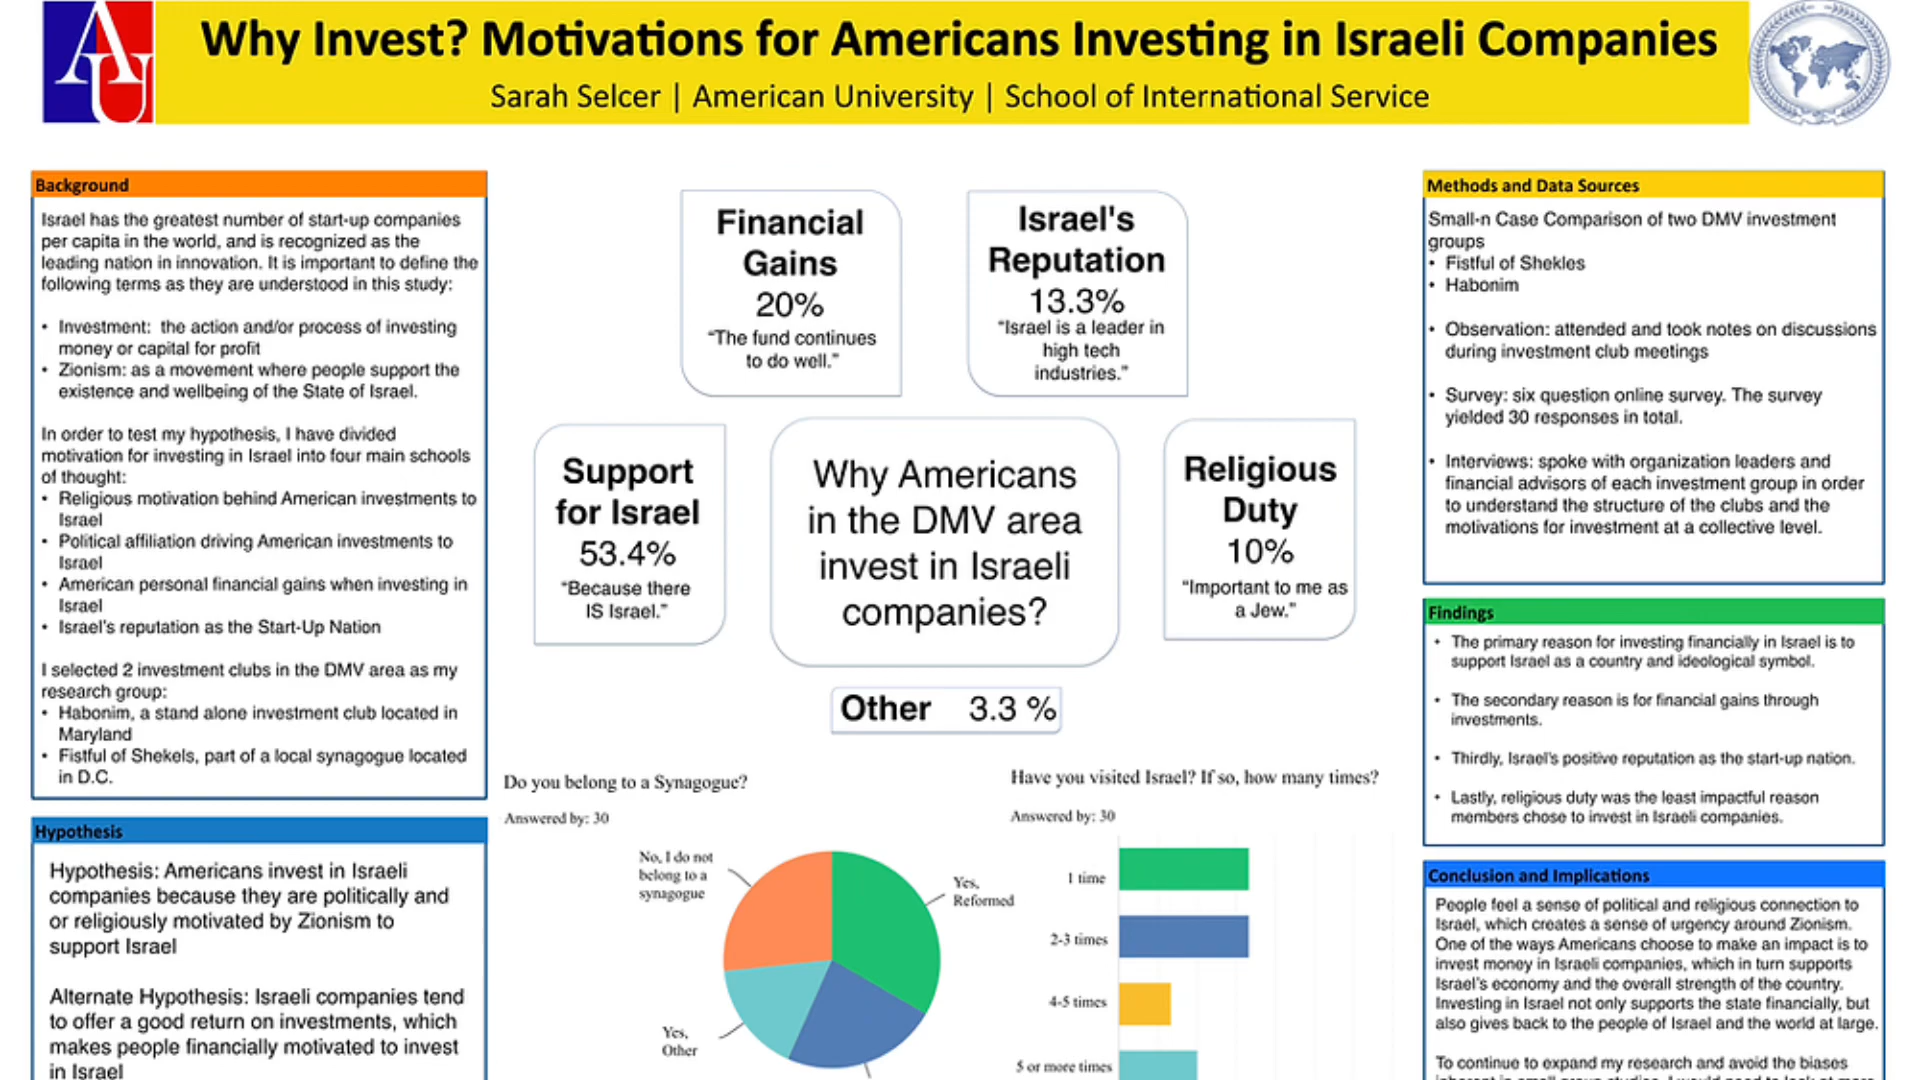 AU
Why Invest? Motivations for Americans Investing in Israeli Companies
Sarah Selcer | American University | School of International Service
Background
Israel has the greatest number of start-up companies
per capita in the world, and is recognized as the
leading nation in innovation. It is important to define the
following terms as they are understood in this study:
• Investment: the action and/or process of investing
money or capital for profit
• Zionism: as a movement where people support the
existence and wellbeing of the State of Israel.
In order to test my hypothesis, I have divided
motivation for investing in Israel into four main schools
of thought:
• Religious motivation behind American investments to
Israel
• Political affiliation driving American investments to
Israel
• American personal financial gains when investing in
Israel
• Israel's reputation as the Start-Up Nation
I selected 2 investment clubs in the DMV area as my
research group:
• Habonim, a stand alone investment club located in
Maryland
• Fistful of Shekels, part of a local synagogue located
in D.C.
Hypothesis
Hypothesis: Americans invest in Israeli
companies because they are politically and
or religiously motivated by Zionism to
support Israel
Alternate Hypothesis: Israeli companies tend
to offer a good return on investments, which
makes people financially motivated to invest
in Israel
Financial
Gains
20%
“The fund continues
to do well.”
Israel's
Reputation
13.3%
“Israel is a leader in
high tech
industries.”
Support
for Israel
53.4%
“Because there
IS Israel.”
Why Americans
in the DMV area
invest in Israeli
companies?
Religious
Duty
10%
“Important to me as
a Jew.”
Other 3.3 %
Do you belong to a Synagogue?
Answered by: 30
No, I do not
belong to a
synagogue
Yes,
Reformed
Yes,
Other
Have you visited Israel? If so, how many times?
Answered by: 30
1 time
2-3 times
4-5 times
5 or more times
Methods and Data Sources
Small-n Case Comparison of two DMV investment
groups
• Fistful of Shekles
• Habonim
• Observation: attended and took notes on discussions
during investment club meetings
• Survey: six question online survey. The survey
yielded 30 responses in total.
• Interviews: spoke with organization leaders and
financial advisors of each investment group in order
to understand the structure of the clubs and the
motivations for investment at a collective level.
Findings
• The primary reason for investing financially in Israel is to
support Israel as a country and ideological symbol.
• The secondary reason is for financial gains through
investments.
• Thirdly, Israel's positive reputation as the start-up nation.
• Lastly, religious duty was the least impactful reason
members chose to invest in Israeli companies.
Conclusion and Implications
People feel a sense of political and religious connection to
Israel, which creates a sense of urgency around Zionism.
One of the ways Americans choose to make an impact is to
invest money in Israeli companies, which in turn supports
Israel's economy and the overall strength of the country.
Investing in Israel not only supports the state financially, but
also gives back to the people of Israel and the world at large.
To continue to expand my research and avoid the biases